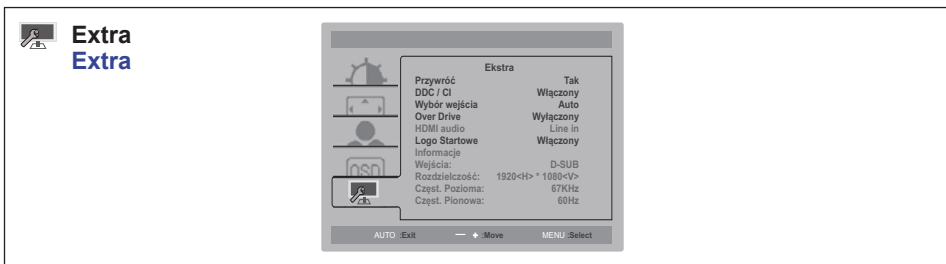 Extra
Extra
Ekstra
Przywróć Tak
DDC / CI Włączony
Wybór wejścia Auto
Over Drive Wyłączony
HDMI audio Line in
Logo Startowe Włączony
Informacje
Wejścia: D-SUB
Rozdzielczość: 1920<H> * 1080<V>
Częst. Pozioma: 67KHz
Częst. Pionowa: 60Hz
OSD
AUTO :Exit — + :Move MENU :Select